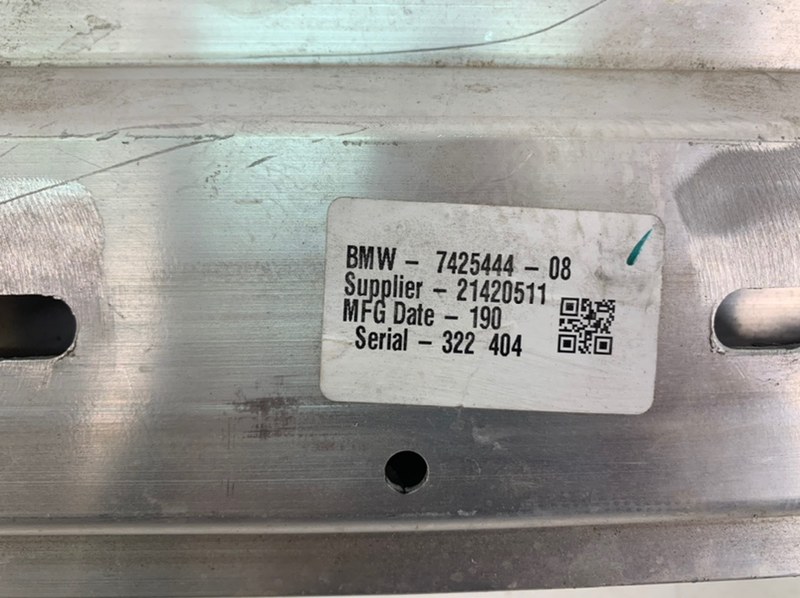 BMW - 7425444 - 08
Supplier - 21420511
MFG Date - 190
Serial - 322 404